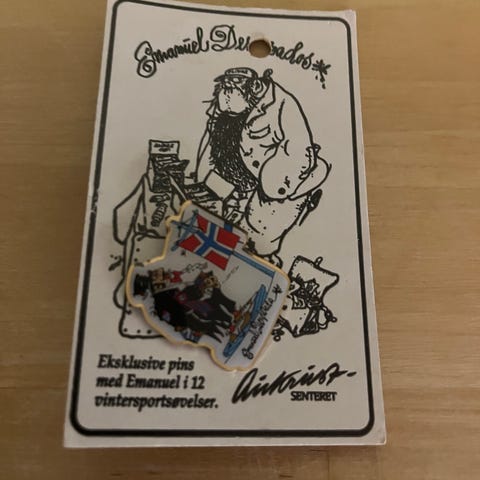 Emanuel Desperados
Eksklusive pins
med Emanuel i 12
vintersportsøvelser.
Aukrust-
SENTERET